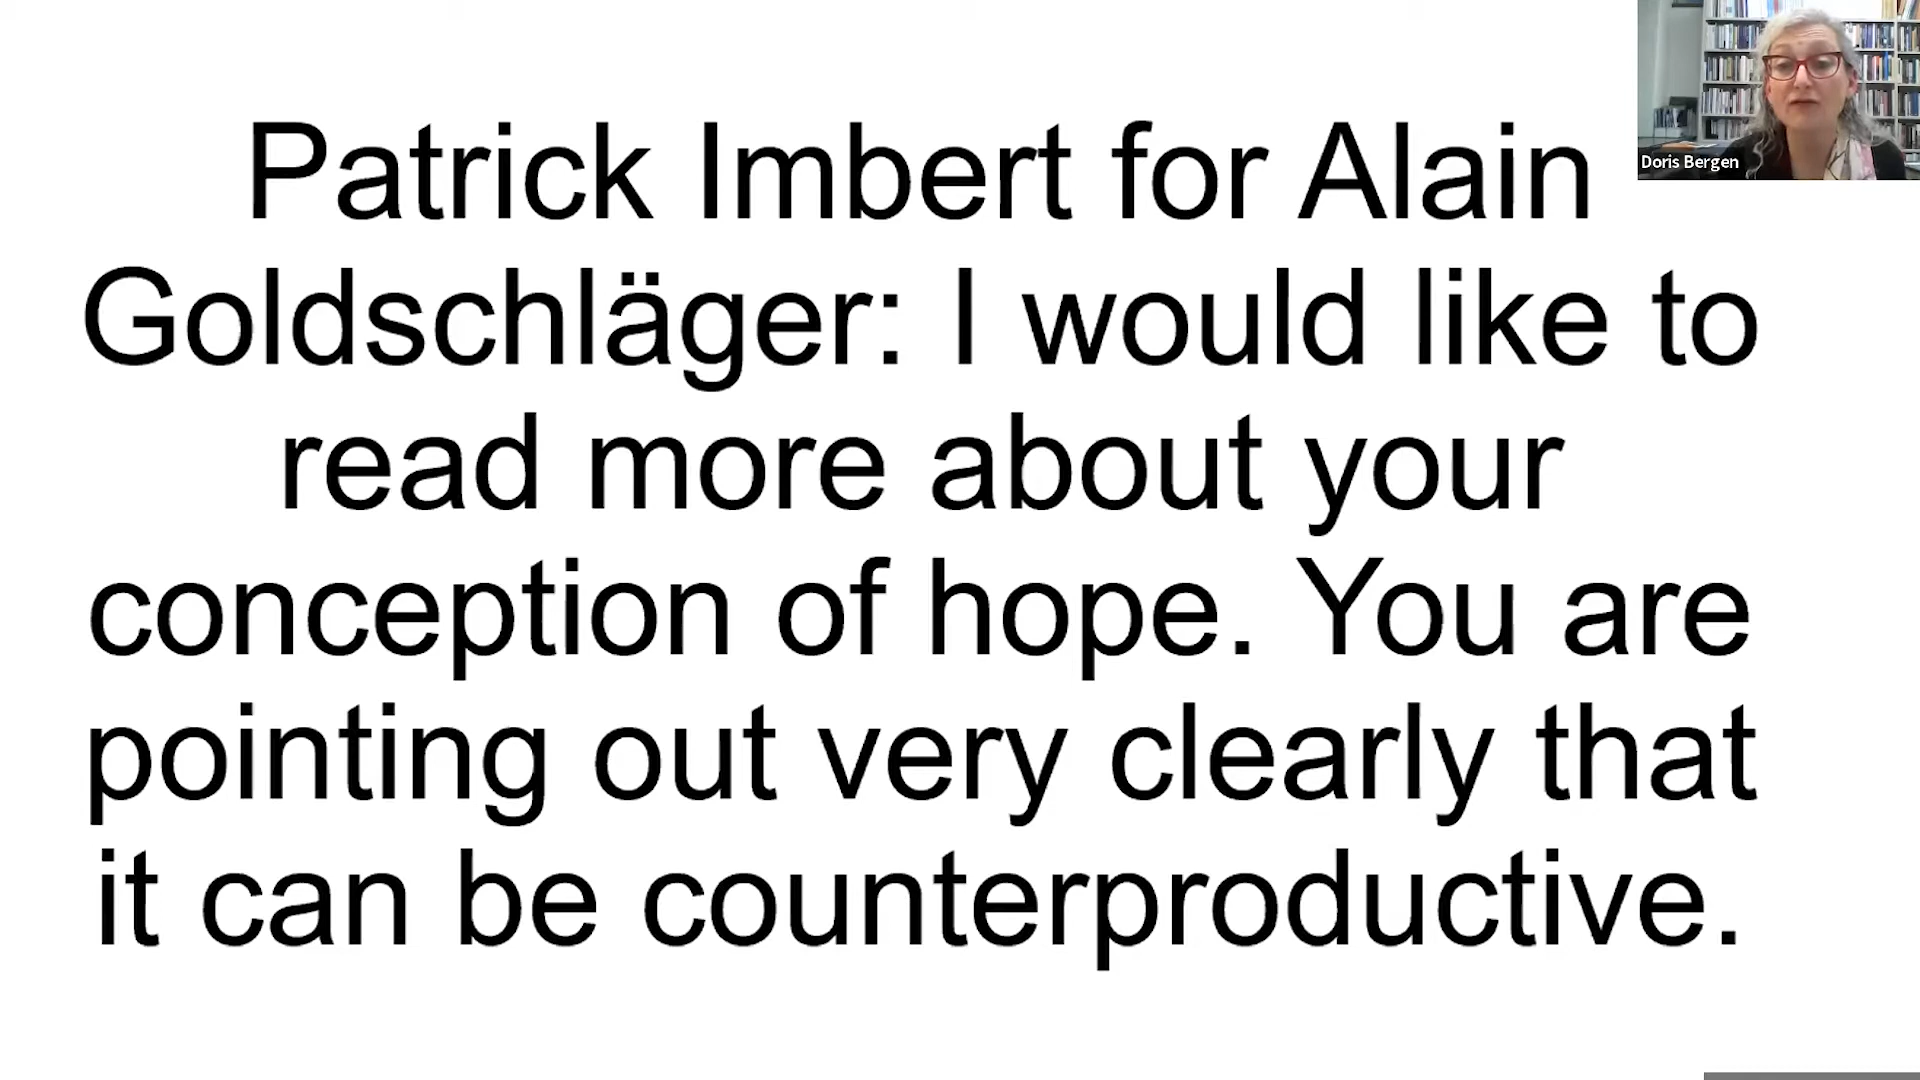 Patrick Imbert for Alain
Goldschläger: I would like to
read more about your
conception of hope. You are
pointing out very clearly that
it can be counterproductive.
Doris Bergen